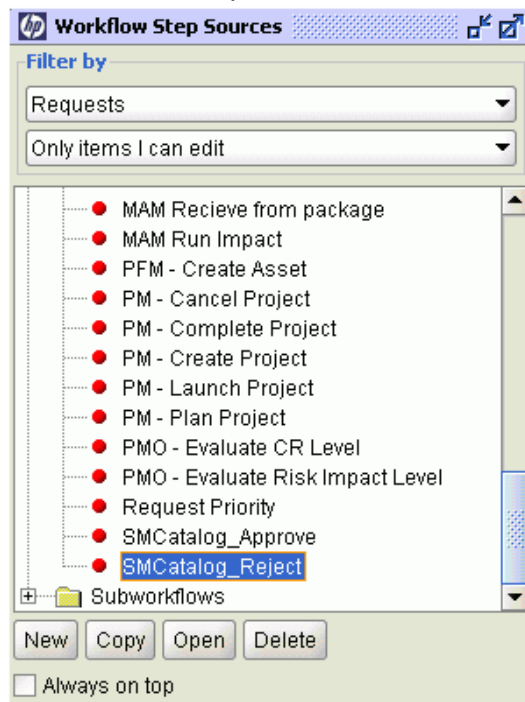 hp Workflow Step Sources
Filter by
Requests
Only items I can edit
MAM Recieve from package
MAM Run Impact
PFM - Create Asset
PM - Cancel Project
PM - Complete Project
PM - Create Project
PM - Launch Project
PM - Plan Project
PMO - Evaluate CR Level
PMO - Evaluate Risk Impact Level
Request Priority
SMCatalog_Approve
SMCatalog_Reject
Subworkflows
New Copy Open Delete
Always on top